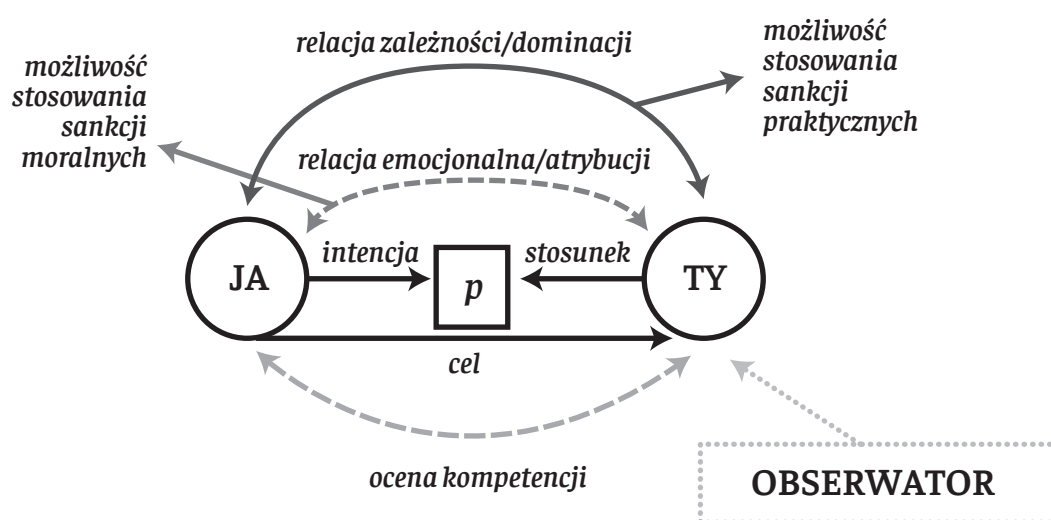 relacja zależności/dominacji
możliwość
stosowania
sankcji
praktycznych
możliwość
stosowania
sankcji
moralnych
relacja emocjonalna/atrybucji
intencja
stosunek
JA
p
TY
cel
ocena kompetencji
OBSERWATOR